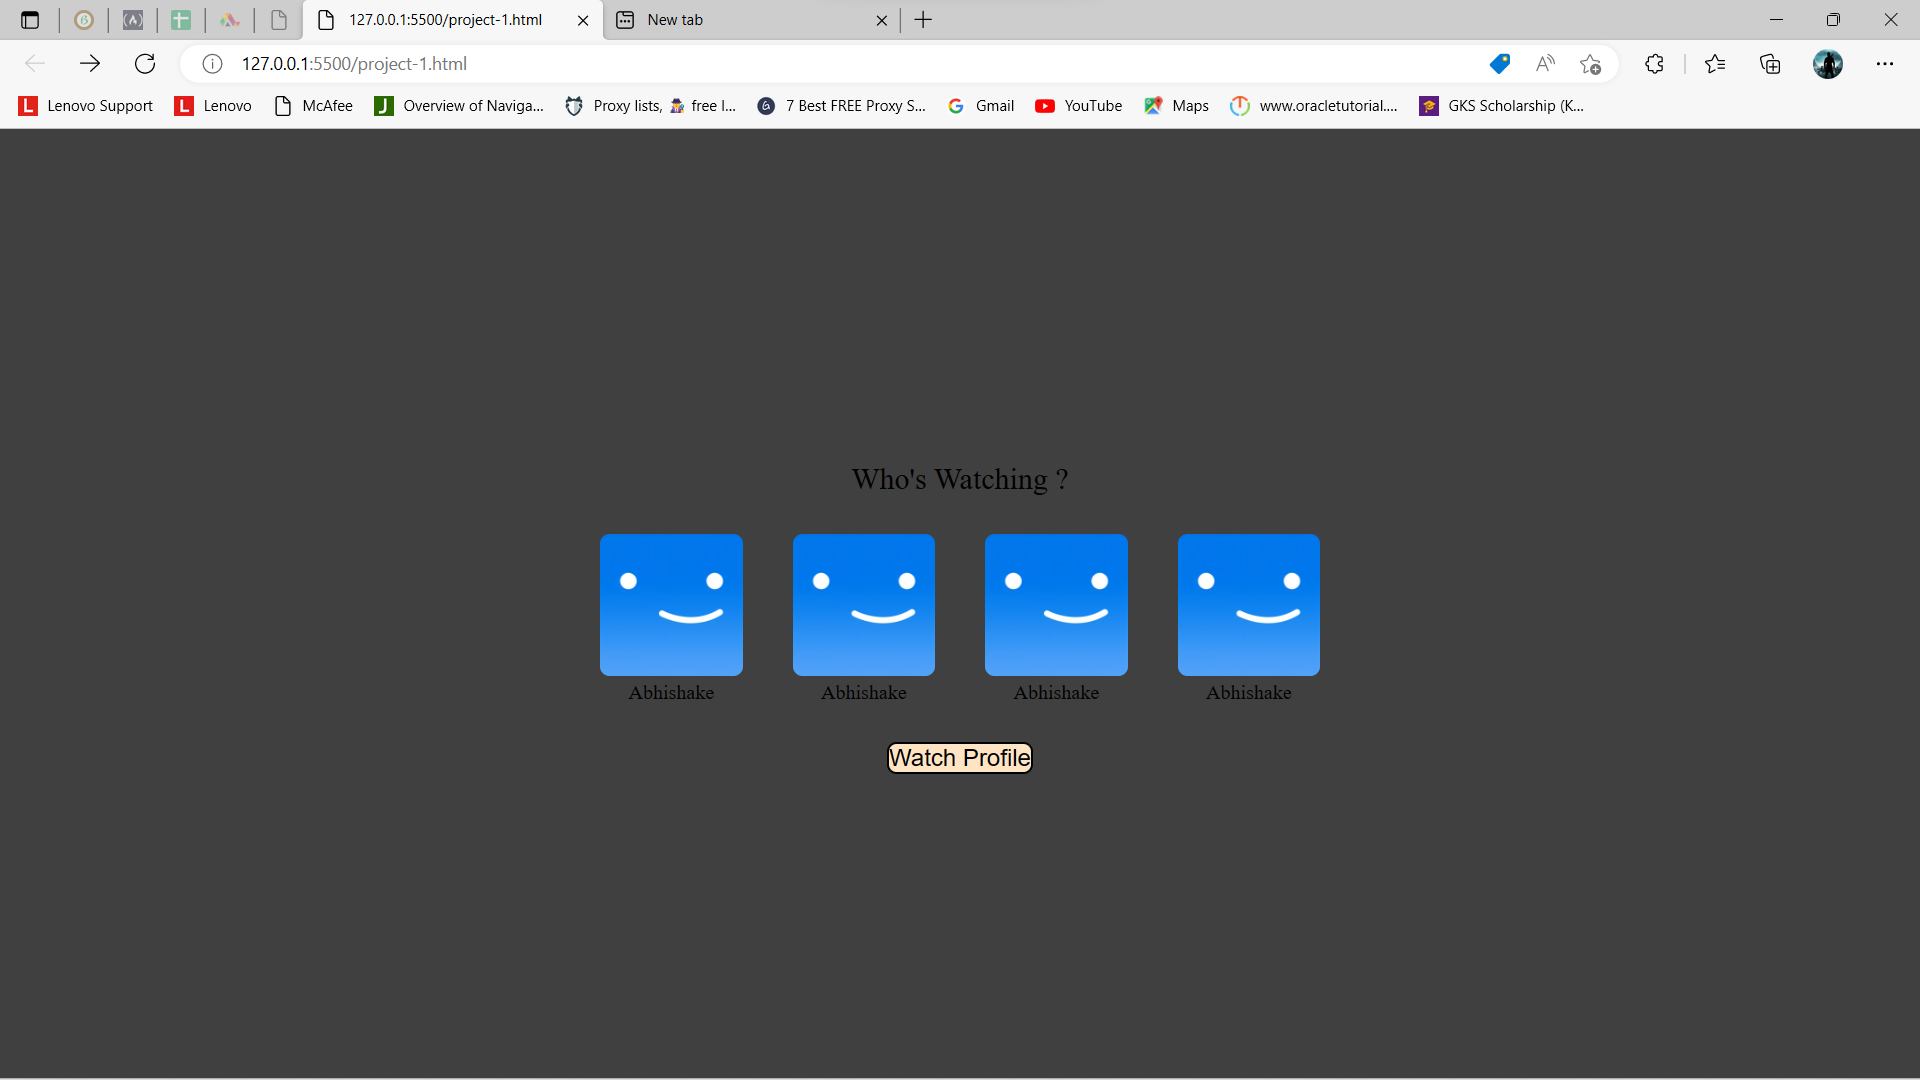 127.0.0.1:5500/project-1.html
New tab
127.0.0.1:5500/project-1.html
Lenovo Support
Lenovo
McAfee
Overview of Naviga...
Proxy lists, free l...
7 Best FREE Proxy S...
Gmail
YouTube
Maps
www.oracletutorial....
GKS Scholarship (K...
Who's Watching ?
Abhishake
Abhishake
Abhishake
Abhishake
Watch Profile